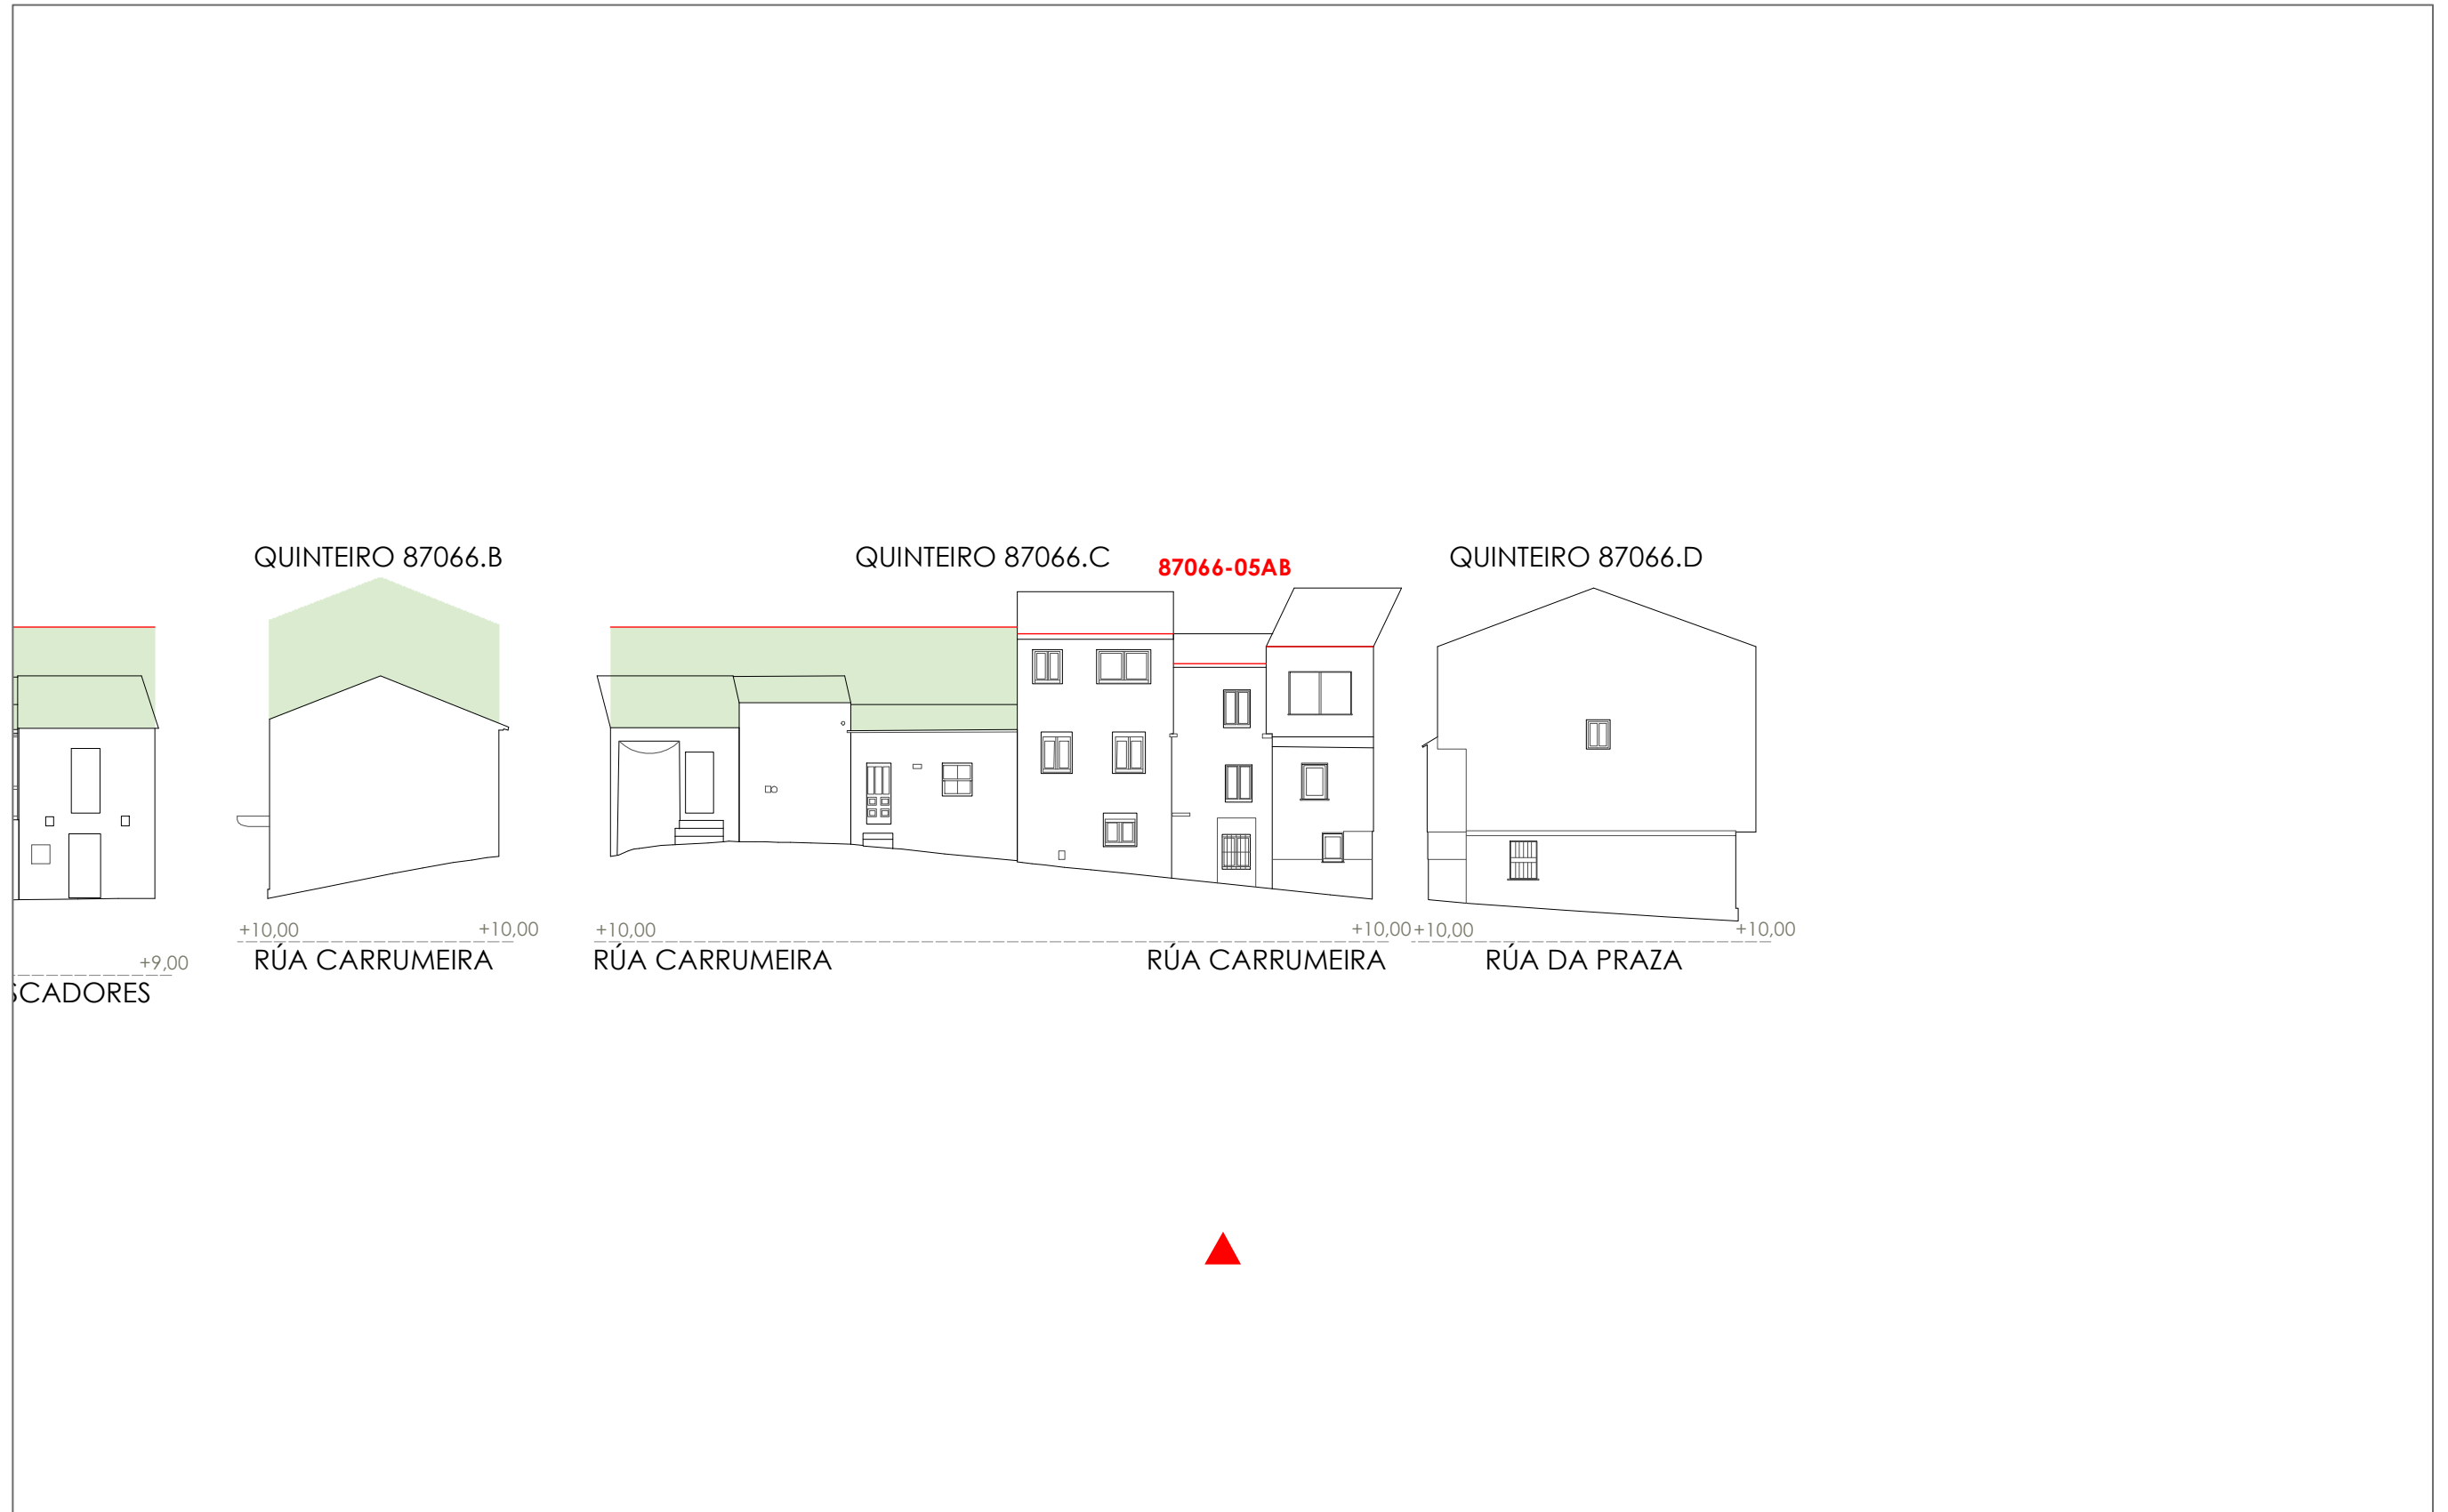 QUINTEIRO 87066.B
QUINTEIRO 87066.C
87066-05AB
QUINTEIRO 87066.D
+10,00
+10,00
+10,00
+10,00
+10,00
+10,00
RÚA CARRUMEIRA
RÚA CARRUMEIRA
RÚA CARRUMEIRA
RÚA DA PRAZA
+9,00
SCADORES